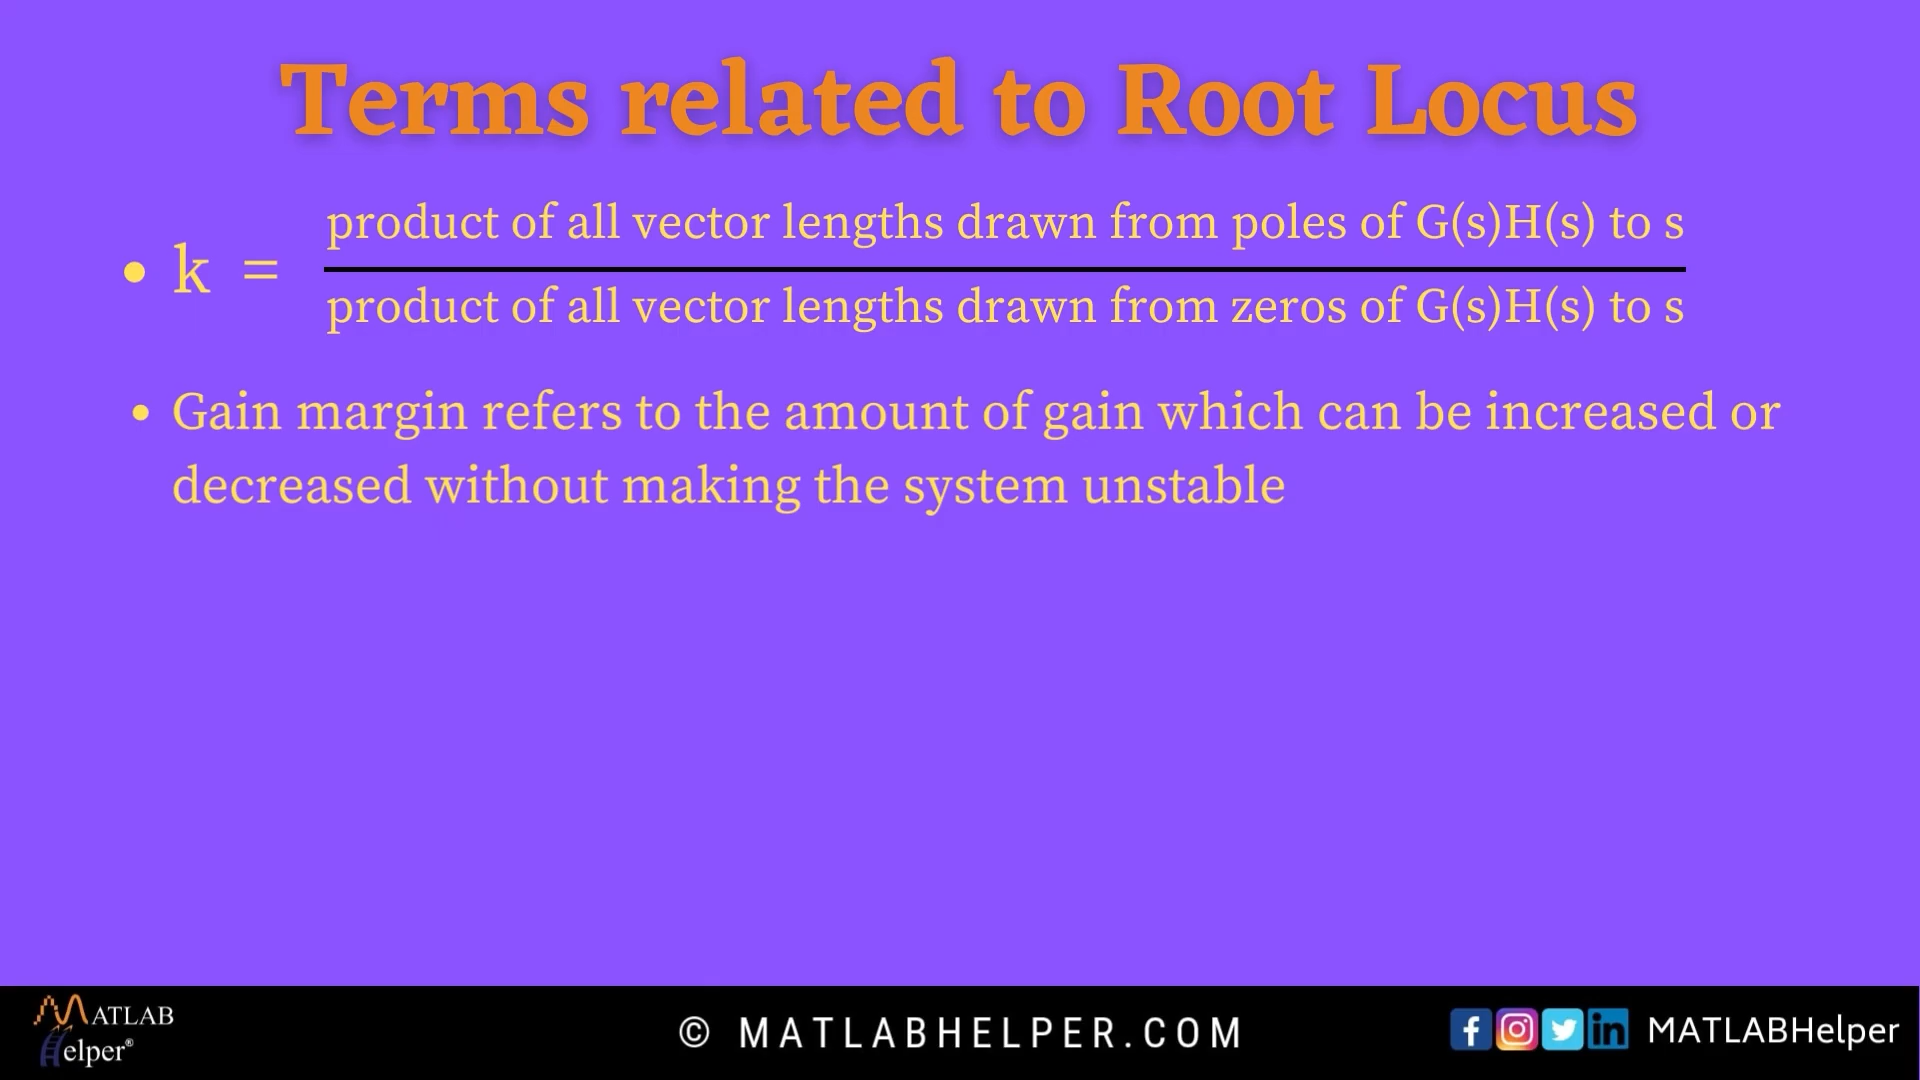 Terms related to Root Locus
product of all vector lengths drawn from poles of G(s)H(s) to s
• k =
product of all vector lengths drawn from zeros of G(s)H(s) to s
• Gain margin refers to the amount of gain which can be increased or
decreased without making the system unstable
MATLAB
Helper®
© MATLABHELPER.COM
MATLABHelper